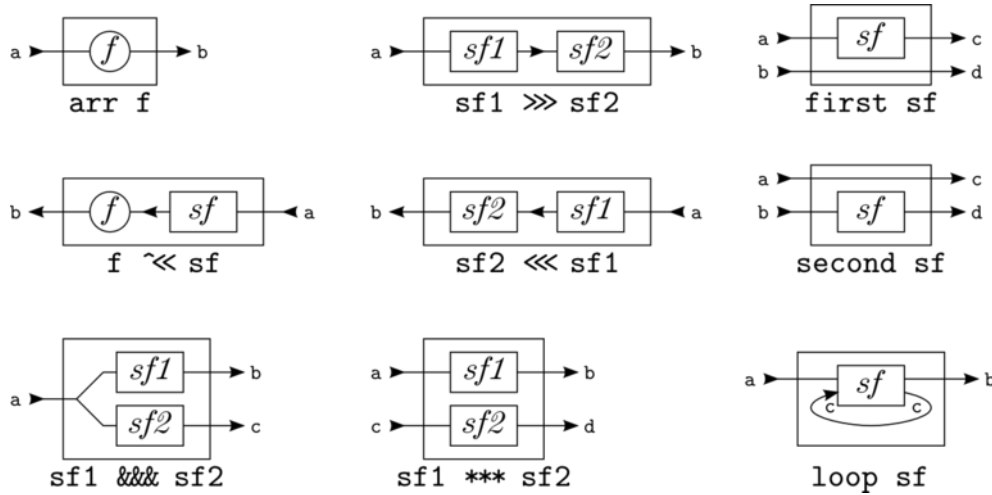 a f b
arr f
a sf1 sf2 b
sf1 ⋙ sf2
a sf c
b d
first sf
b f sf a
f ^≪ sf
b sf2 sf1 a
sf2 ⋘ sf1
a c
b sf d
second sf
a sf1 b
sf2 c
sf1 &&& sf2
a sf1 b
c sf2 d
sf1 *** sf2
a sf b
c c
loop sf